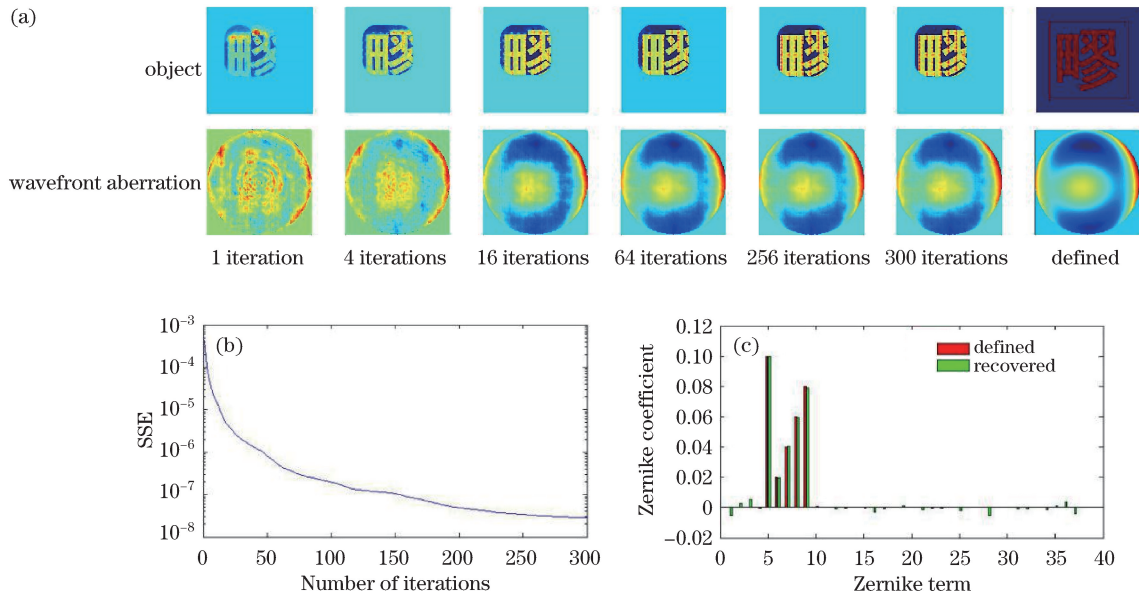 (a)
object
wavefront aberration
1 iteration 4 iterations 16 iterations 64 iterations 256 iterations 300 iterations defined
(b)
SSE
10⁻³
10⁻⁴
10⁻⁵
10⁻⁶
10⁻⁷
10⁻⁸
0 50 100 150 200 250 300
Number of iterations
(c)
defined
recovered
Zernike coefficient
0.12
0.10
0.08
0.06
0.04
0.02
0
−0.02
0 5 10 15 20 25 30 35 40
Zernike term